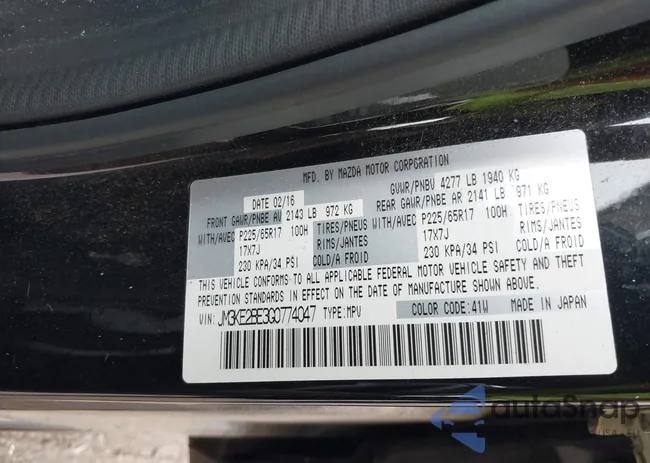 MFD. BY MAZDA MOTOR CORPORATION
DATE 02/16 GVWR/PNBV 4277 LB 1940 KG
FRONT GAWR/PNBE AV 2143 LB 972 KG REAR GAWR/PNBE AR 2141 LB 971 KG
WITH/AVEC P225/65R17 100H TIRES/PNEUS WITH/AVEC P225/65R17 100H TIRES/PNEUS
17X7J RIMS/JANTES 17X7J RIMS/JANTES
230 KPA/34 PSI COLD/A FROID 230 KPA/34 PSI COLD/A FROID
THIS VEHICLE CONFORMS TO ALL APPLICABLE FEDERAL MOTOR VEHICLE SAFETY AND THEFT
PREVENTION STANDARDS IN EFFECT ON THE DATE OF MANUFACTURE SHOWN ABOVE.
VIN: JM3KE2BE3G0774047 TYPE:MPV COLOR CODE:41W MADE IN JAPAN
autoSnap